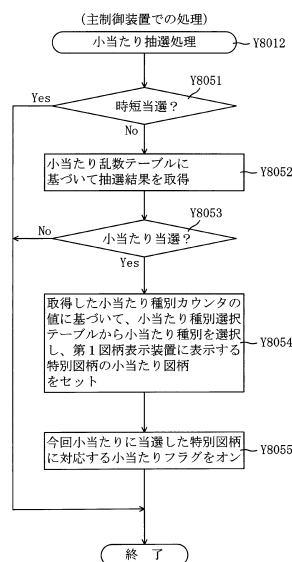 (主制御装置での処理)
小当たり抽選処理
Y8012
Y8051
時短当選?
Yes
No
小当たり乱数テーブルに
基づいて抽選結果を取得
Y8052
Y8053
小当たり当選?
No
Yes
取得した小当たり種別カウンタの
値に基づいて、小当たり種別選択
テーブルから小当たり種別を選択
し、第1図柄表示装置に表示する
特別図柄の小当たり図柄
をセット
Y8054
今回小当たりに当選した特別図柄
に対応する小当たりフラグをオン
Y8055
終 了